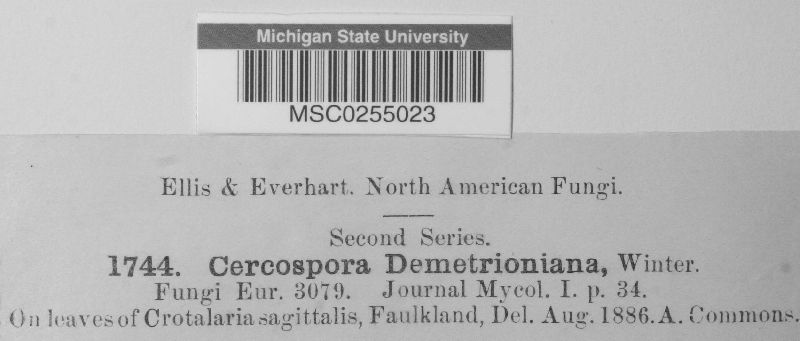 Michigan State University
MSC0255023
Ellis & Everhart. North American Fungi.
Second Series.
1744. Cercospora Demetrioniana, Winter.
Fungi Eur. 3079. Journal Mycol. I. p. 34.
On leaves of Crotalaria sagittalis, Faulkland, Del. Aug. 1886. A. Commons.